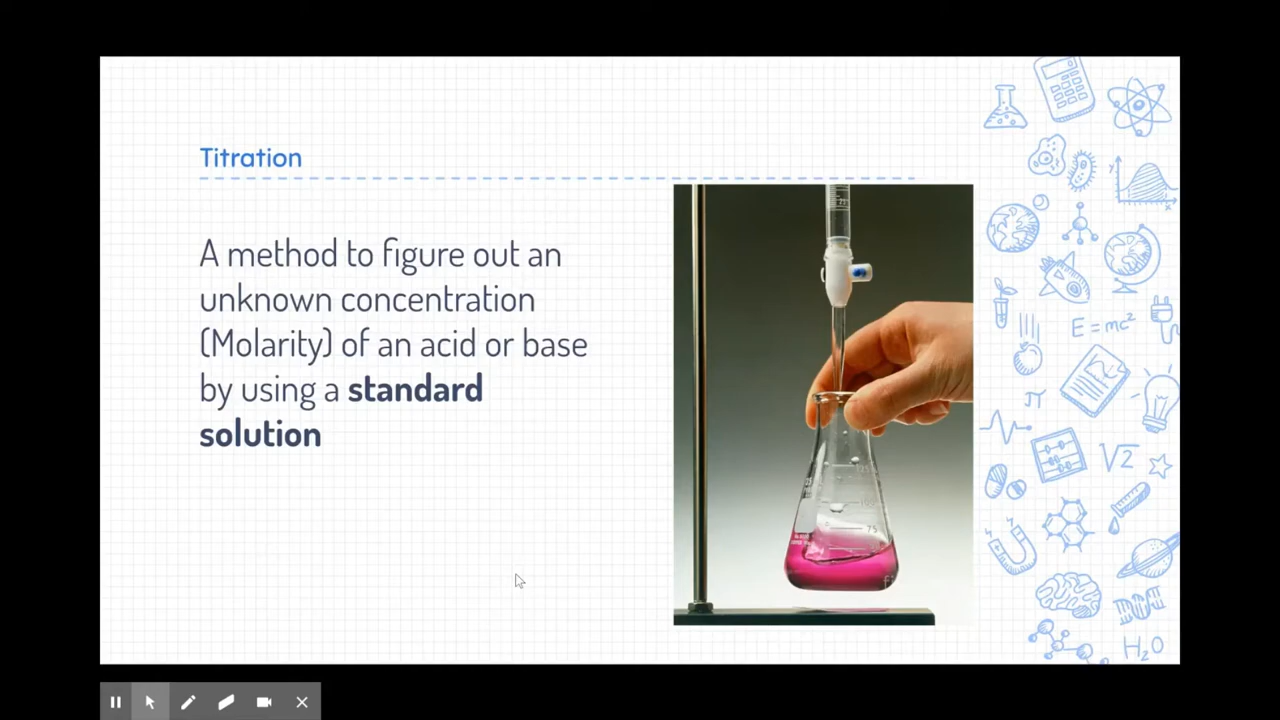 Titration
A method to figure out an
unknown concentration
(Molarity) of an acid or base
by using a standard
solution
E=mc²
π
√2
H₂O
y
x
75